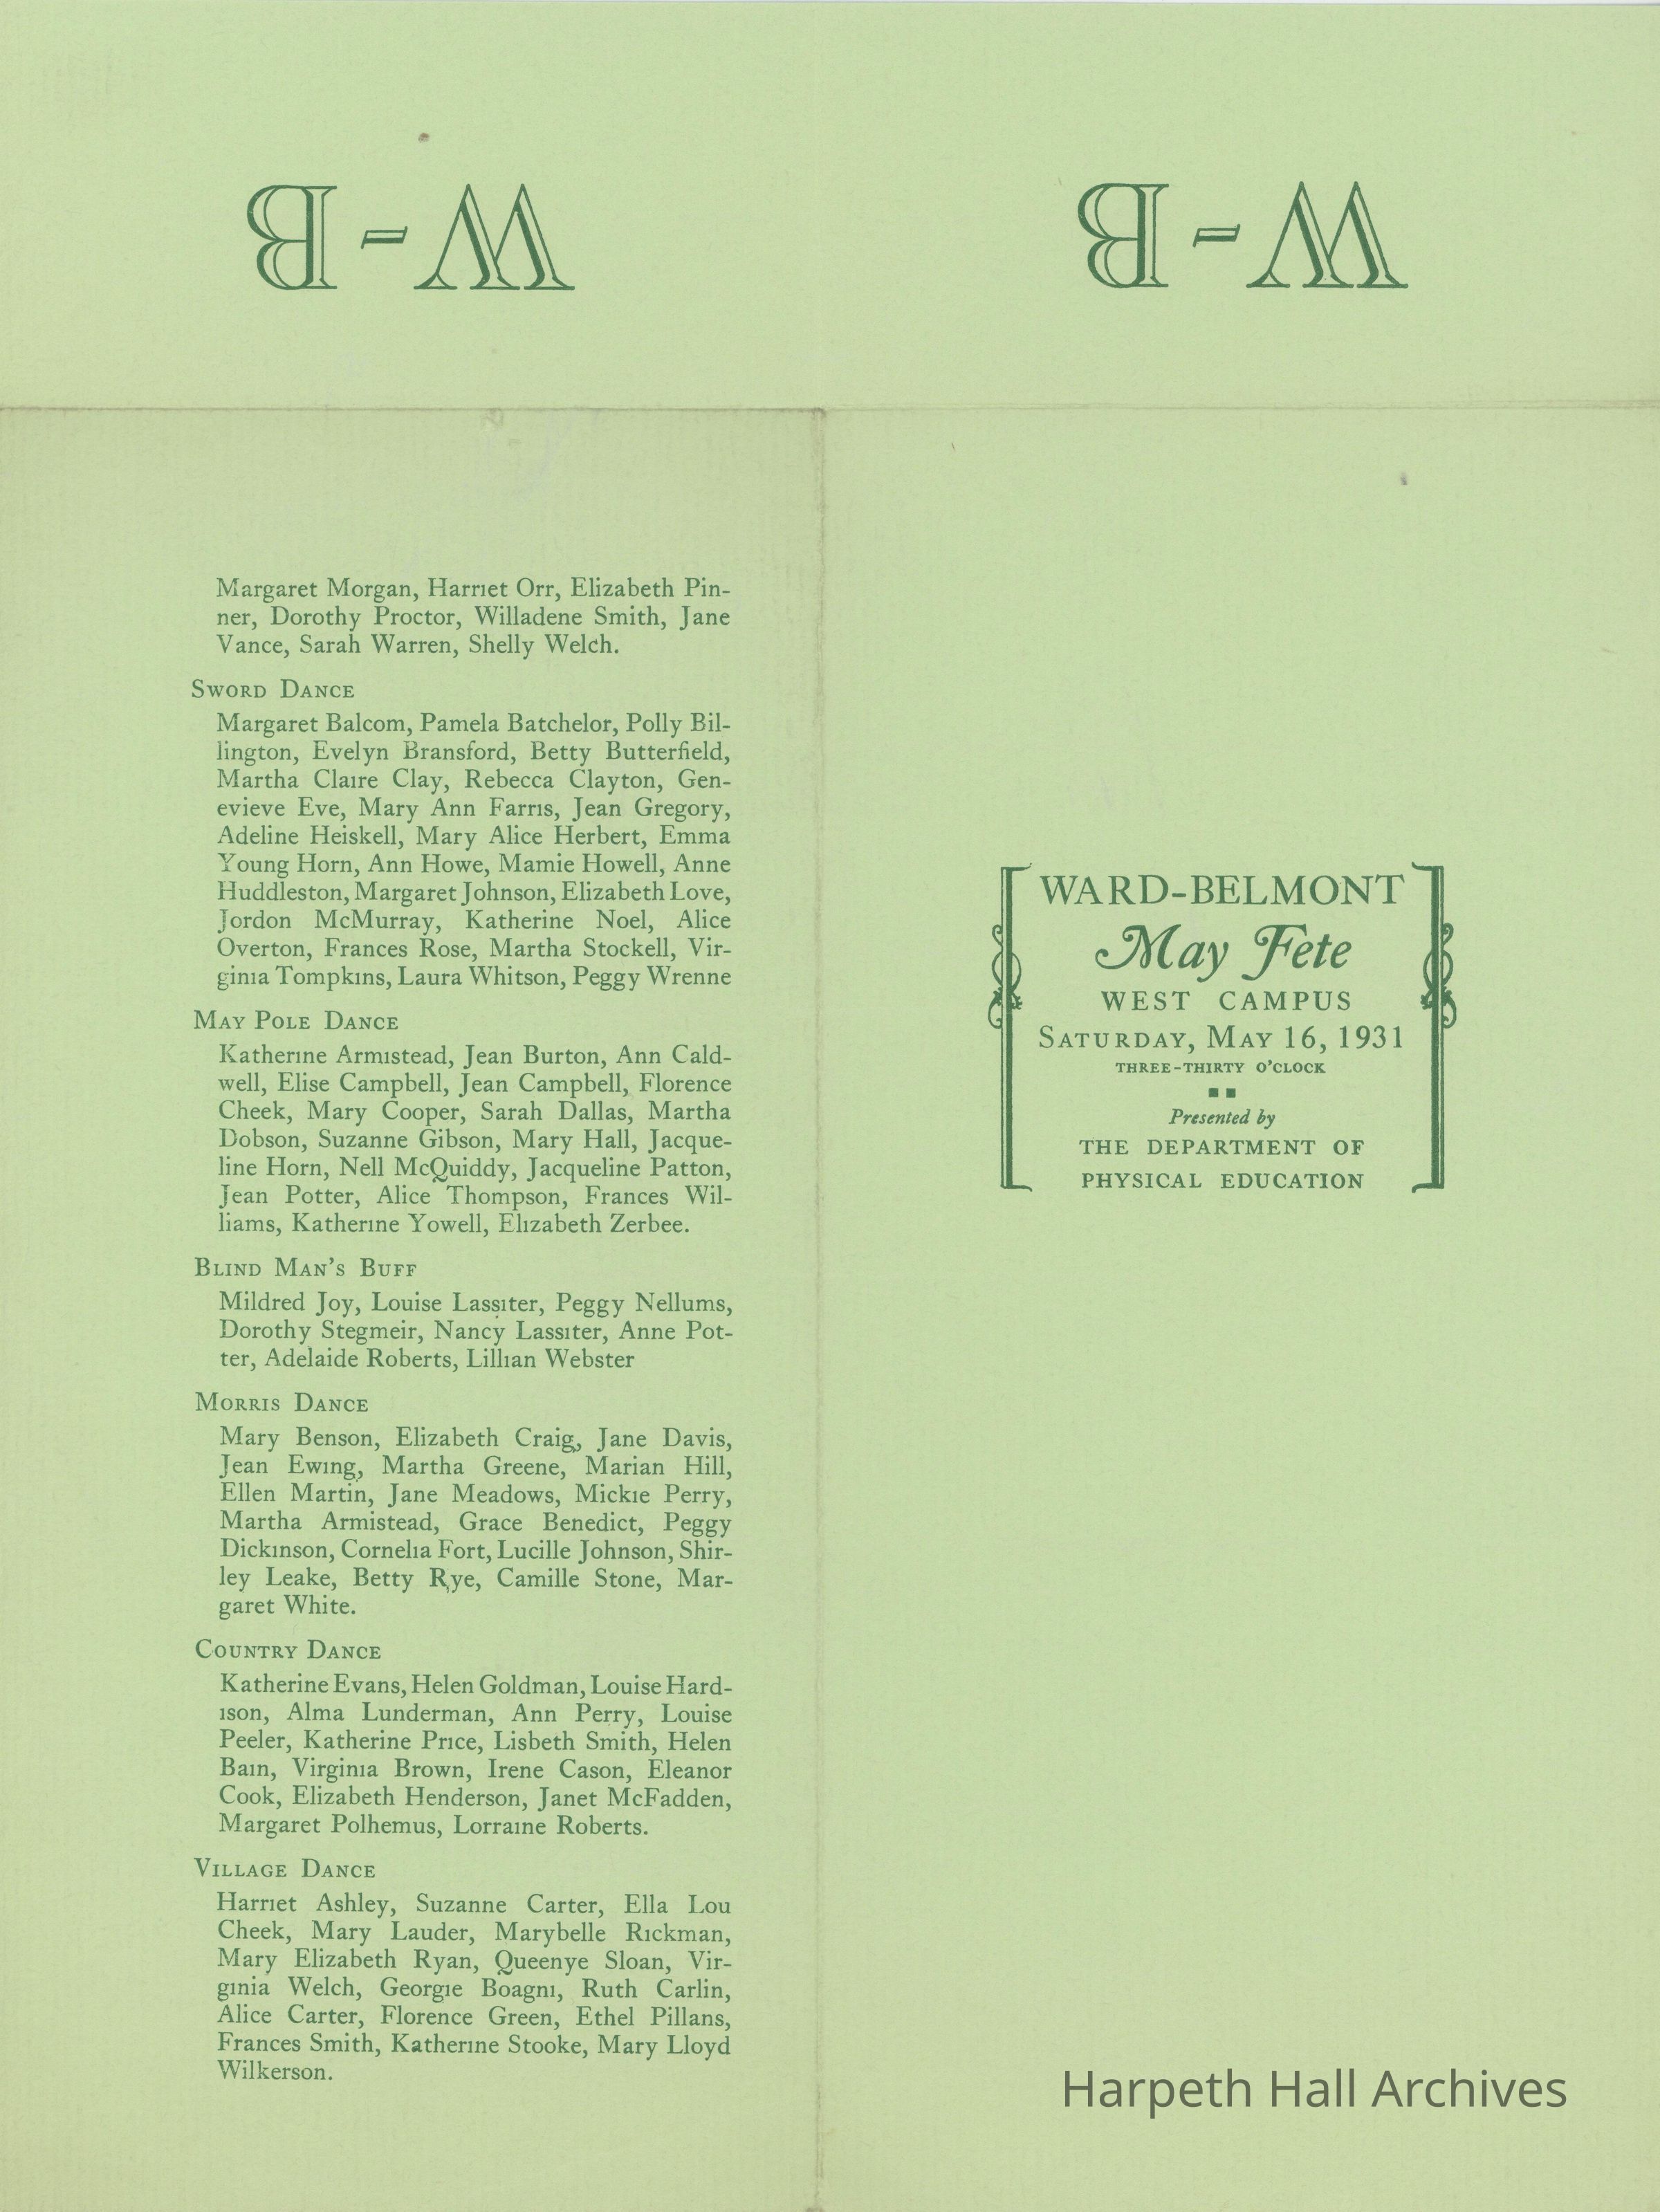 W-B
W-B
Margaret Morgan, Harriet Orr, Elizabeth Pin-
ner, Dorothy Proctor, Willadene Smith, Jane
Vance, Sarah Warren, Shelly Welch.
Sword Dance
Margaret Balcom, Pamela Batchelor, Polly Bil-
lington, Evelyn Bransford, Betty Butterfield,
Martha Claire Clay, Rebecca Clayton, Gen-
evieve Eve, Mary Ann Farris, Jean Gregory,
Adeline Heiskell, Mary Alice Herbert, Emma
Young Horn, Ann Howe, Mamie Howell, Anne
Huddleston, Margaret Johnson, Elizabeth Love,
Jordon McMurray, Katherine Noel, Alice
Overton, Frances Rose, Martha Stockell, Vir-
ginia Tompkins, Laura Whitson, Peggy Wrenne
May Pole Dance
Katherine Armistead, Jean Burton, Ann Cald-
well, Elise Campbell, Jean Campbell, Florence
Cheek, Mary Cooper, Sarah Dallas, Martha
Dobson, Suzanne Gibson, Mary Hall, Jacque-
line Horn, Nell McQuiddy, Jacqueline Patton,
Jean Potter, Alice Thompson, Frances Wil-
liams, Katherine Yowell, Elizabeth Zerbee.
Blind Man's Buff
Mildred Joy, Louise Lassiter, Peggy Nellums,
Dorothy Stegmeir, Nancy Lassiter, Anne Pot-
ter, Adelaide Roberts, Lillian Webster
Morris Dance
Mary Benson, Elizabeth Craig, Jane Davis,
Jean Ewing, Martha Greene, Marian Hill,
Ellen Martin, Jane Meadows, Mickie Perry,
Martha Armistead, Grace Benedict, Peggy
Dickinson, Cornelia Fort, Lucille Johnson, Shir-
ley Leake, Betty Rye, Camille Stone, Mar-
garet White.
Country Dance
Katherine Evans, Helen Goldman, Louise Hard-
ison, Alma Lunderman, Ann Perry, Louise
Peeler, Katherine Price, Lisbeth Smith, Helen
Bain, Virginia Brown, Irene Cason, Eleanor
Cook, Elizabeth Henderson, Janet McFadden,
Margaret Polhemus, Lorraine Roberts.
Village Dance
Harriet Ashley, Suzanne Carter, Ella Lou
Cheek, Mary Lauder, Marybelle Rickman,
Mary Elizabeth Ryan, Queenye Sloan, Vir-
ginia Welch, Georgie Boagni, Ruth Carlin,
Alice Carter, Florence Green, Ethel Pillans,
Frances Smith, Katherine Stooke, Mary Lloyd
Wilkerson.
WARD-BELMONT
May Fete
WEST CAMPUS
Saturday, May 16, 1931
THREE-THIRTY O'CLOCK
Presented by
THE DEPARTMENT OF
PHYSICAL EDUCATION
Harpeth Hall Archives